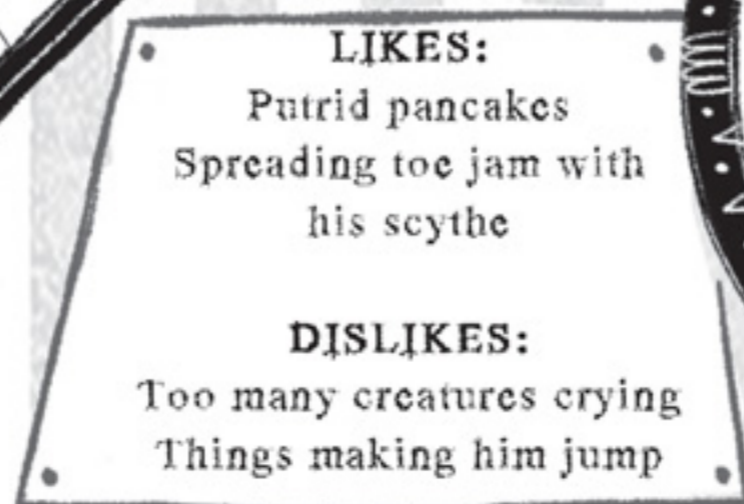 LIKES:
Putrid pancakes
Spreading toe jam with
his scythe
DISLIKES:
Too many creatures crying
Things making him jump